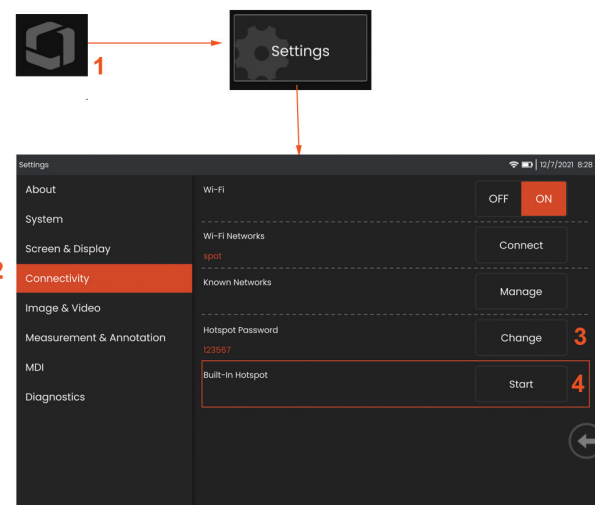 1
Settings
Settings
12/7/2021 8:28
About
System
Screen & Display
2
Connectivity
Image & Video
Measurement & Annotation
MDI
Diagnostics
Wi-Fi
OFF ON
Wi-Fi Networks
spot
Connect
Known Networks
Manage
Hotspot Password
123567
Change
3
Built-In Hotspot
Start
4